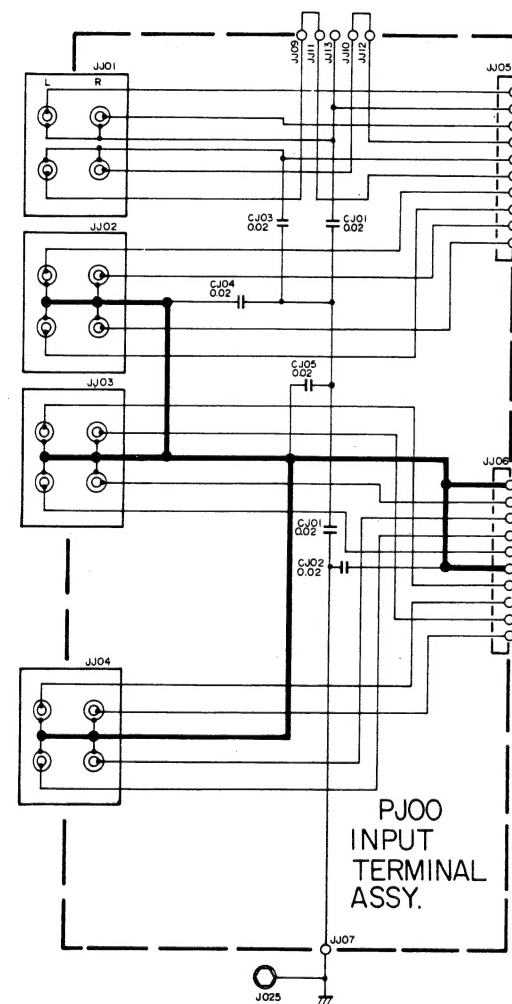 JJ09
JJ11
JJ13
JJ10
JJ12
JJ01
L R
JJ05
CJ03
0.02
CJ01
0.02
JJ02
CJ04
0.02
CJ05
0.02
JJ03
JJ06
CJ01
0.02
CJ02
0.02
JJ04
PJ00
INPUT
TERMINAL
ASSY.
JJ07
J025